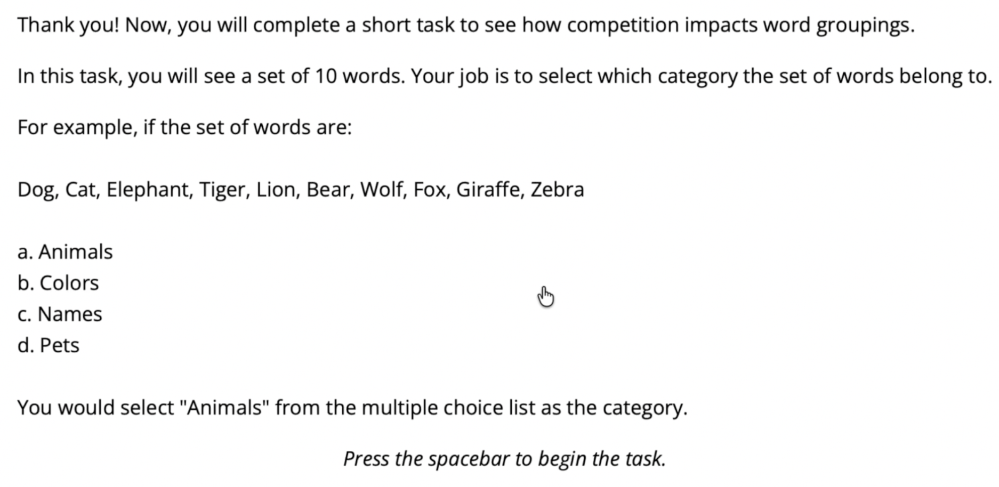 Thank you! Now, you will complete a short task to see how competition impacts word groupings.
In this task, you will see a set of 10 words. Your job is to select which category the set of words belong to.
For example, if the set of words are:
Dog, Cat, Elephant, Tiger, Lion, Bear, Wolf, Fox, Giraffe, Zebra
a. Animals
b. Colors
c. Names
d. Pets
You would select "Animals" from the multiple choice list as the category.
Press the spacebar to begin the task.